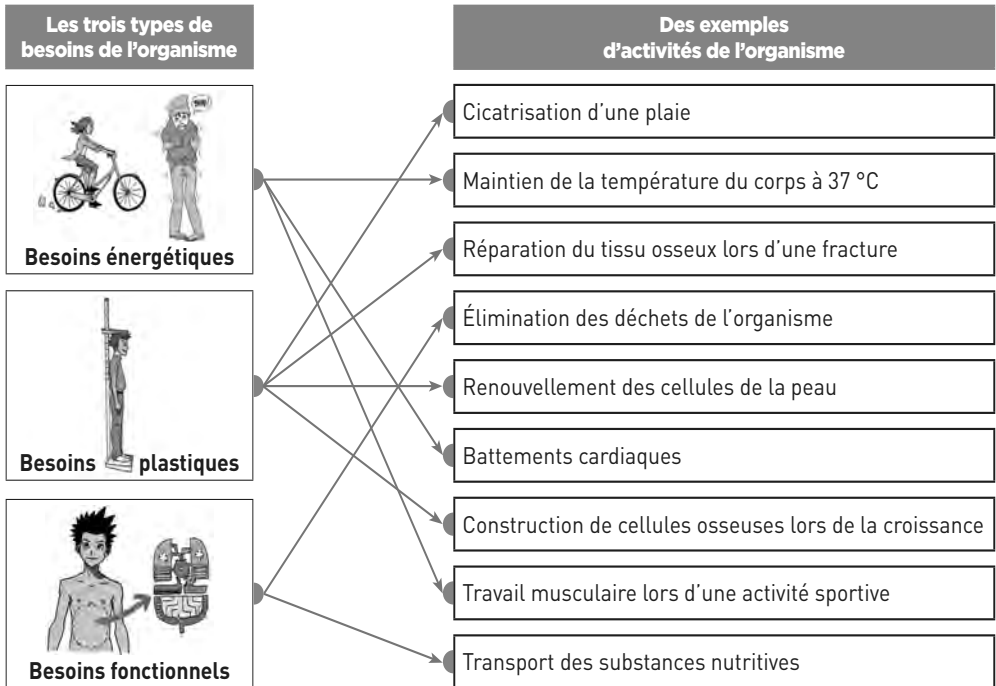 Les trois types de
besoins de l'organisme
Des exemples
d'activités de l'organisme
Besoins énergétiques
Besoins plastiques
Besoins fonctionnels
Cicatrisation d'une plaie
Maintien de la température du corps à 37 °C
Réparation du tissu osseux lors d'une fracture
Élimination des déchets de l'organisme
Renouvellement des cellules de la peau
Battements cardiaques
Construction de cellules osseuses lors de la croissance
Travail musculaire lors d'une activité sportive
Transport des substances nutritives